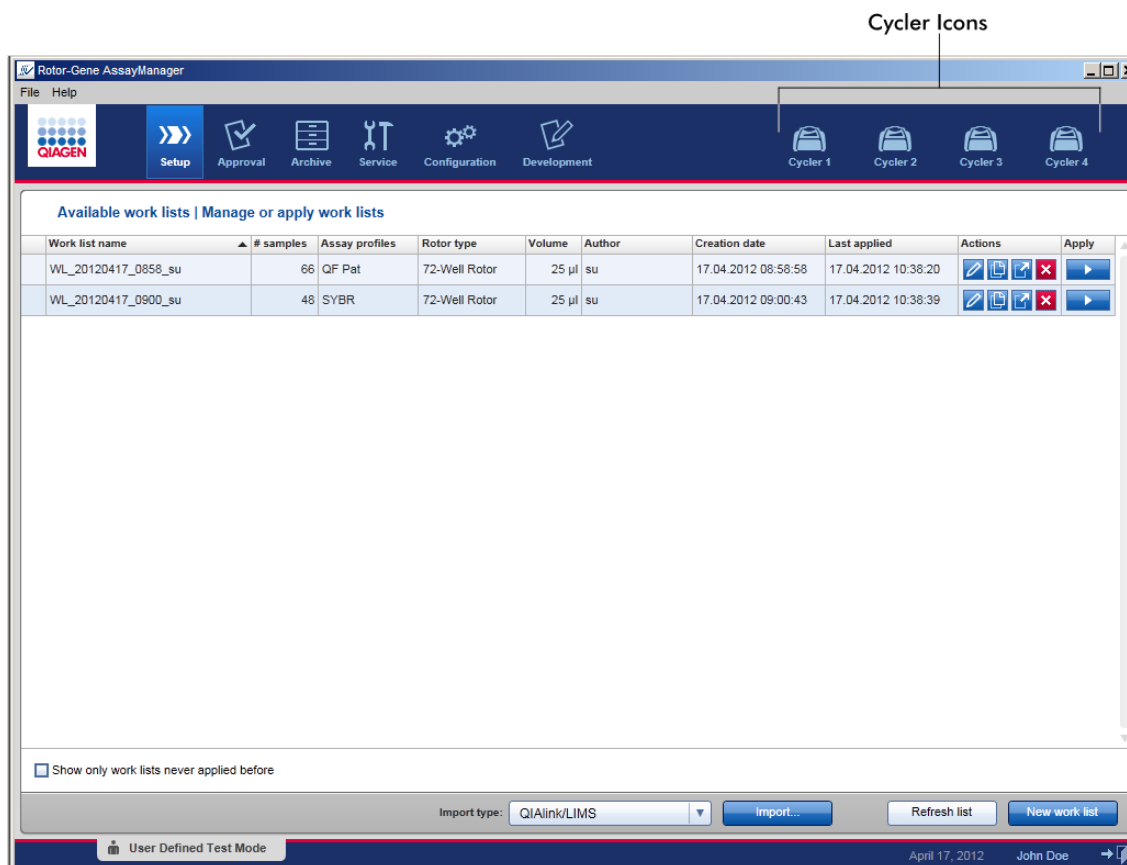 Cycler Icons
Rotor-Gene AssayManager
File Help
QIAGEN Setup Approval Archive Service Configuration Development Cycler 1 Cycler 2 Cycler 3 Cycler 4
Available work lists | Manage or apply work lists
Work list name # samples Assay profiles Rotor type Volume Author Creation date Last applied Actions Apply
WL_20120417_0858_su 66 QF Pat 72-Well Rotor 25 µl su 17.04.2012 08:58:58 17.04.2012 10:38:20
WL_20120417_0900_su 48 SYBR 72-Well Rotor 25 µl su 17.04.2012 09:00:43 17.04.2012 10:38:39
Show only work lists never applied before
Import type: QIAlink/LIMS Import... Refresh list New work list
User Defined Test Mode April 17, 2012 John Doe